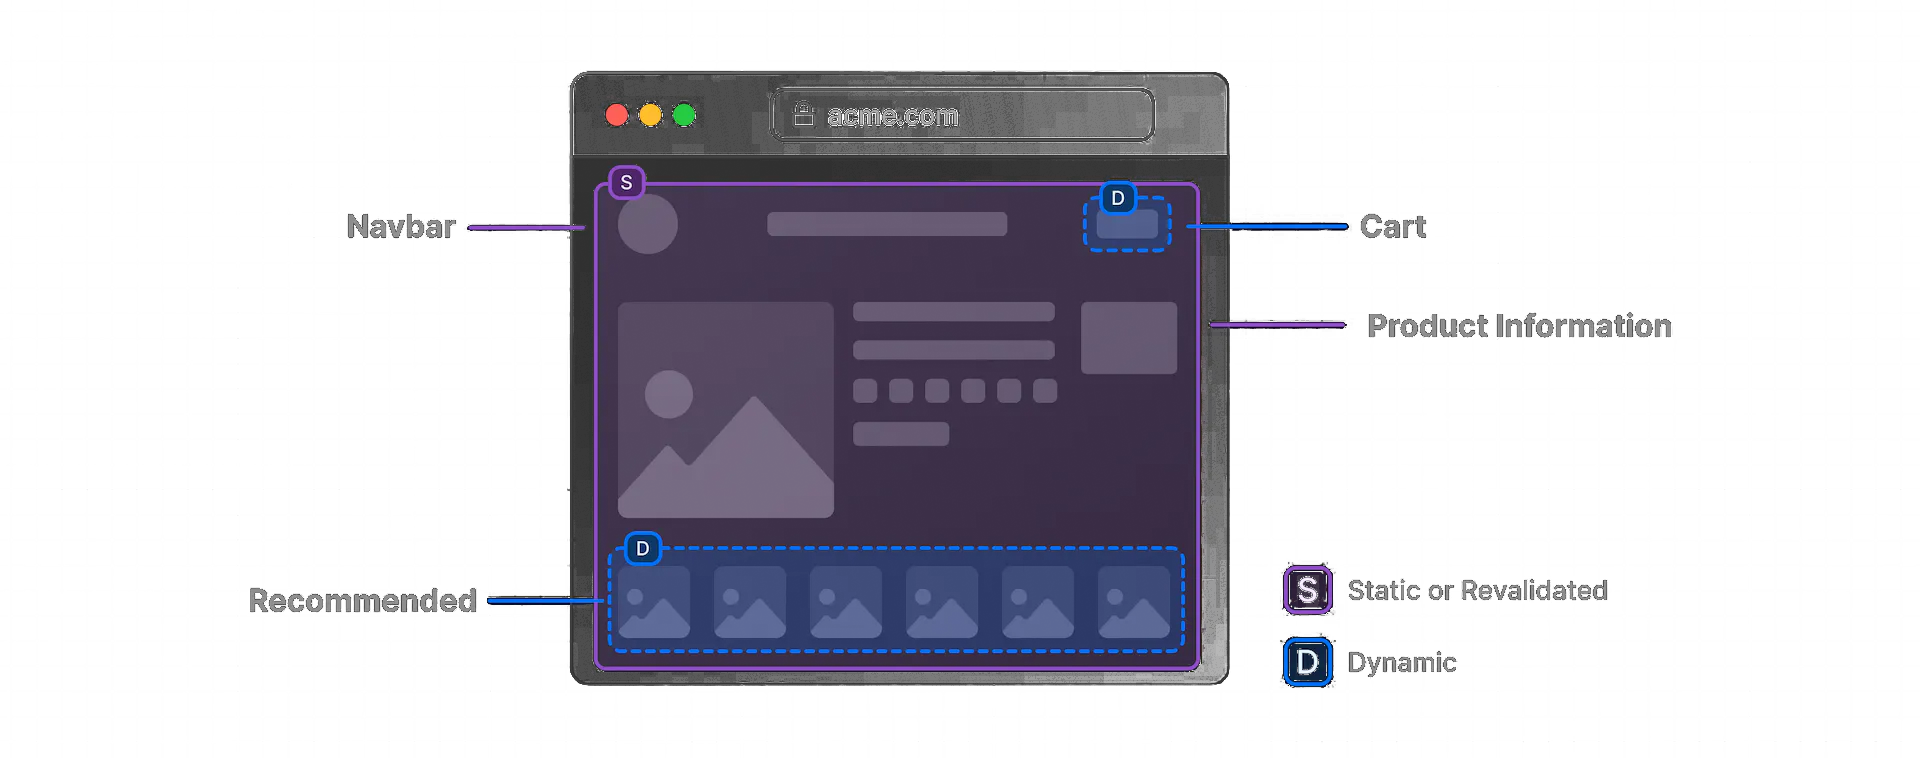 acme.com
S
D
Navbar
Cart
Product Information
D
Recommended
S Static or Revalidated
D Dynamic